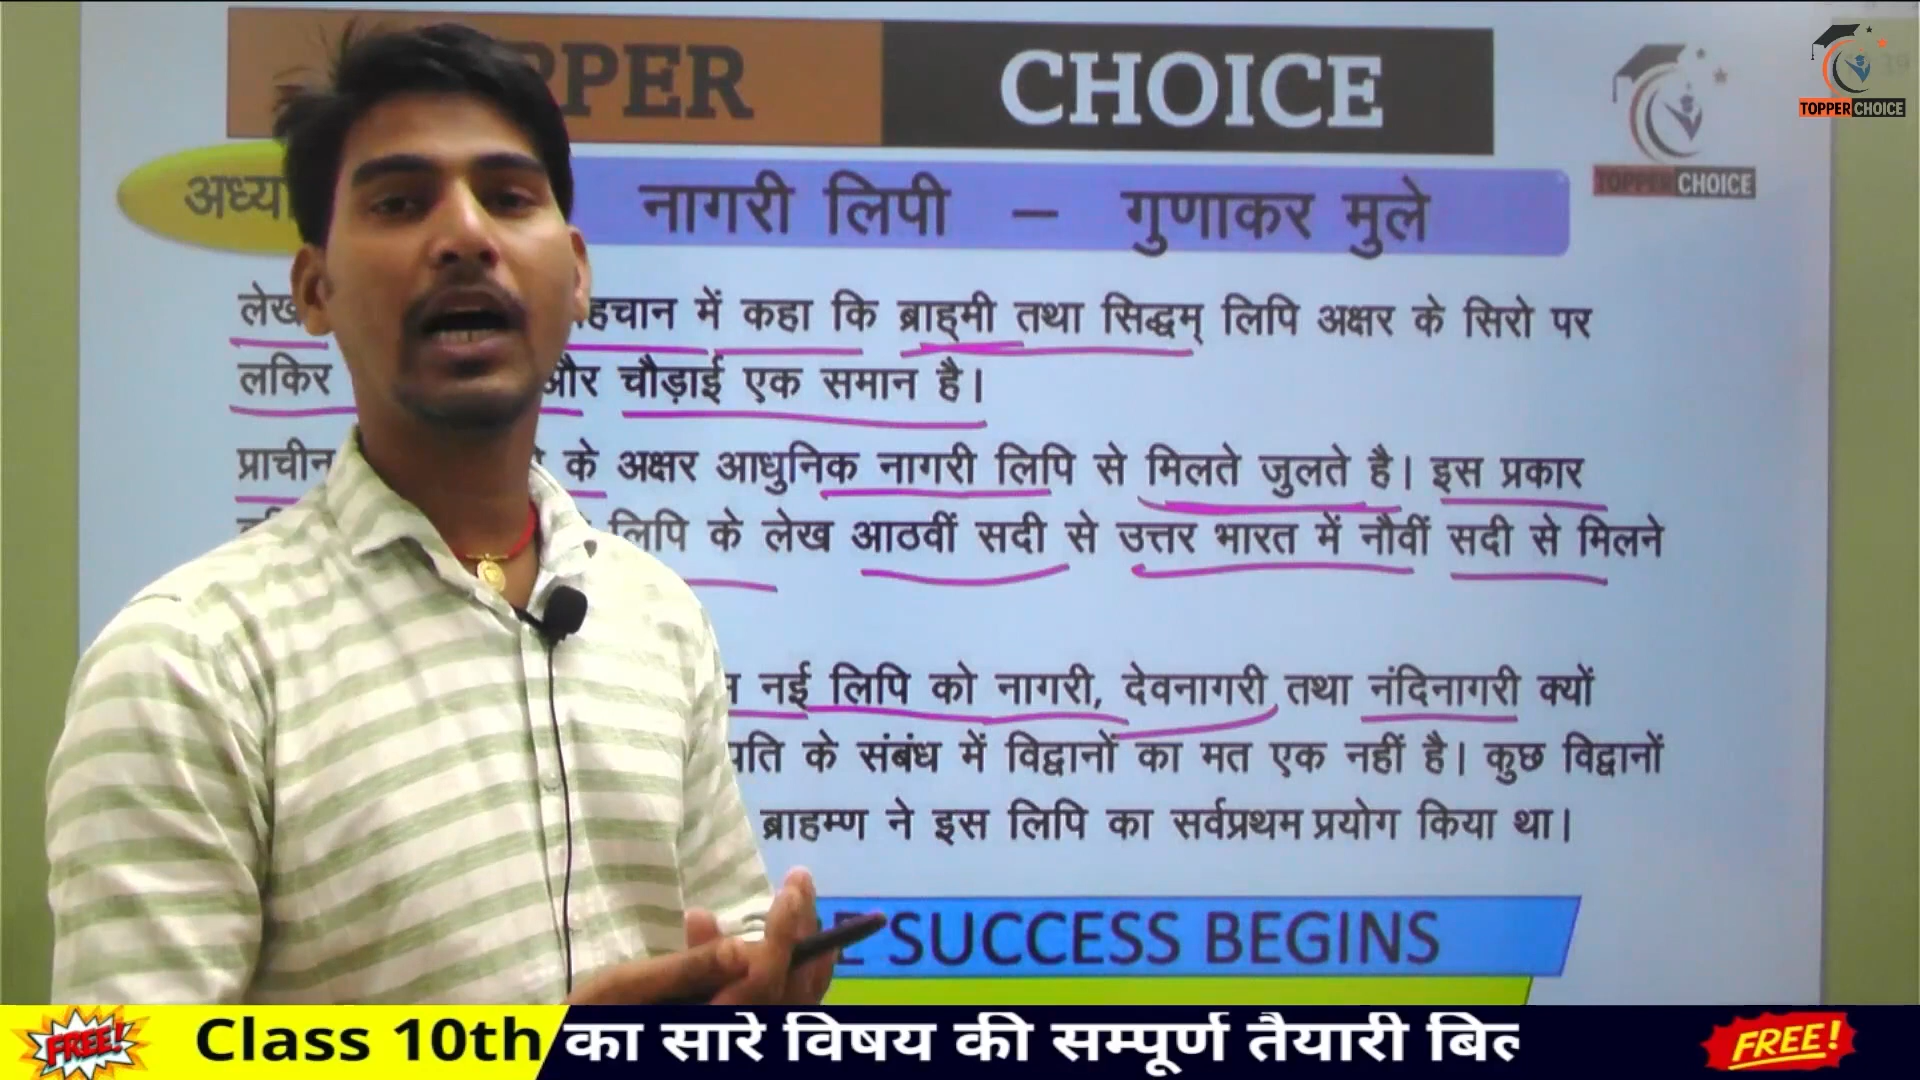 PPER CHOICE
TOPPER CHOICE
TOPPER CHOICE
नागरी लिपी – गुणाकर मुले
में कहा कि ब्राह्मी तथा सिद्धम् लिपि अक्षर के सिरो पर
लकिर और चौड़ाई एक समान है।
प्राचीन के अक्षर आधुनिक नागरी लिपि से मिलते जुलते है। इस प्रकार
लिपि के लेख आठवीं सदी से उत्तर भारत में नौवीं सदी से मिलने
नई लिपि को नागरी, देवनागरी तथा नंदिनागरी क्यों
के संबंध में विद्वानों का मत एक नहीं है। कुछ विद्वानों
ब्राहम्ण ने इस लिपि का सर्वप्रथम प्रयोग किया था।
SUCCESS BEGINS
FREE! Class 10th का सारे विषय की सम्पूर्ण तैयारी FREE!